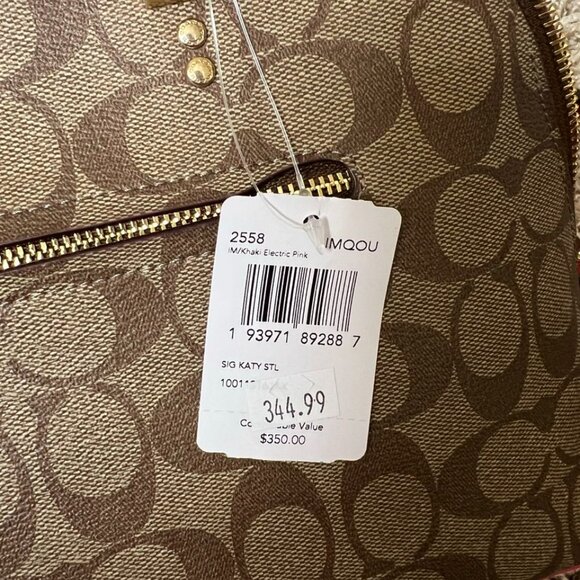 2558 IMQOU
IM/Khaki Electric Pink
1 93971 89288 7
SIG KATY STL
344.99
Value
$350.00